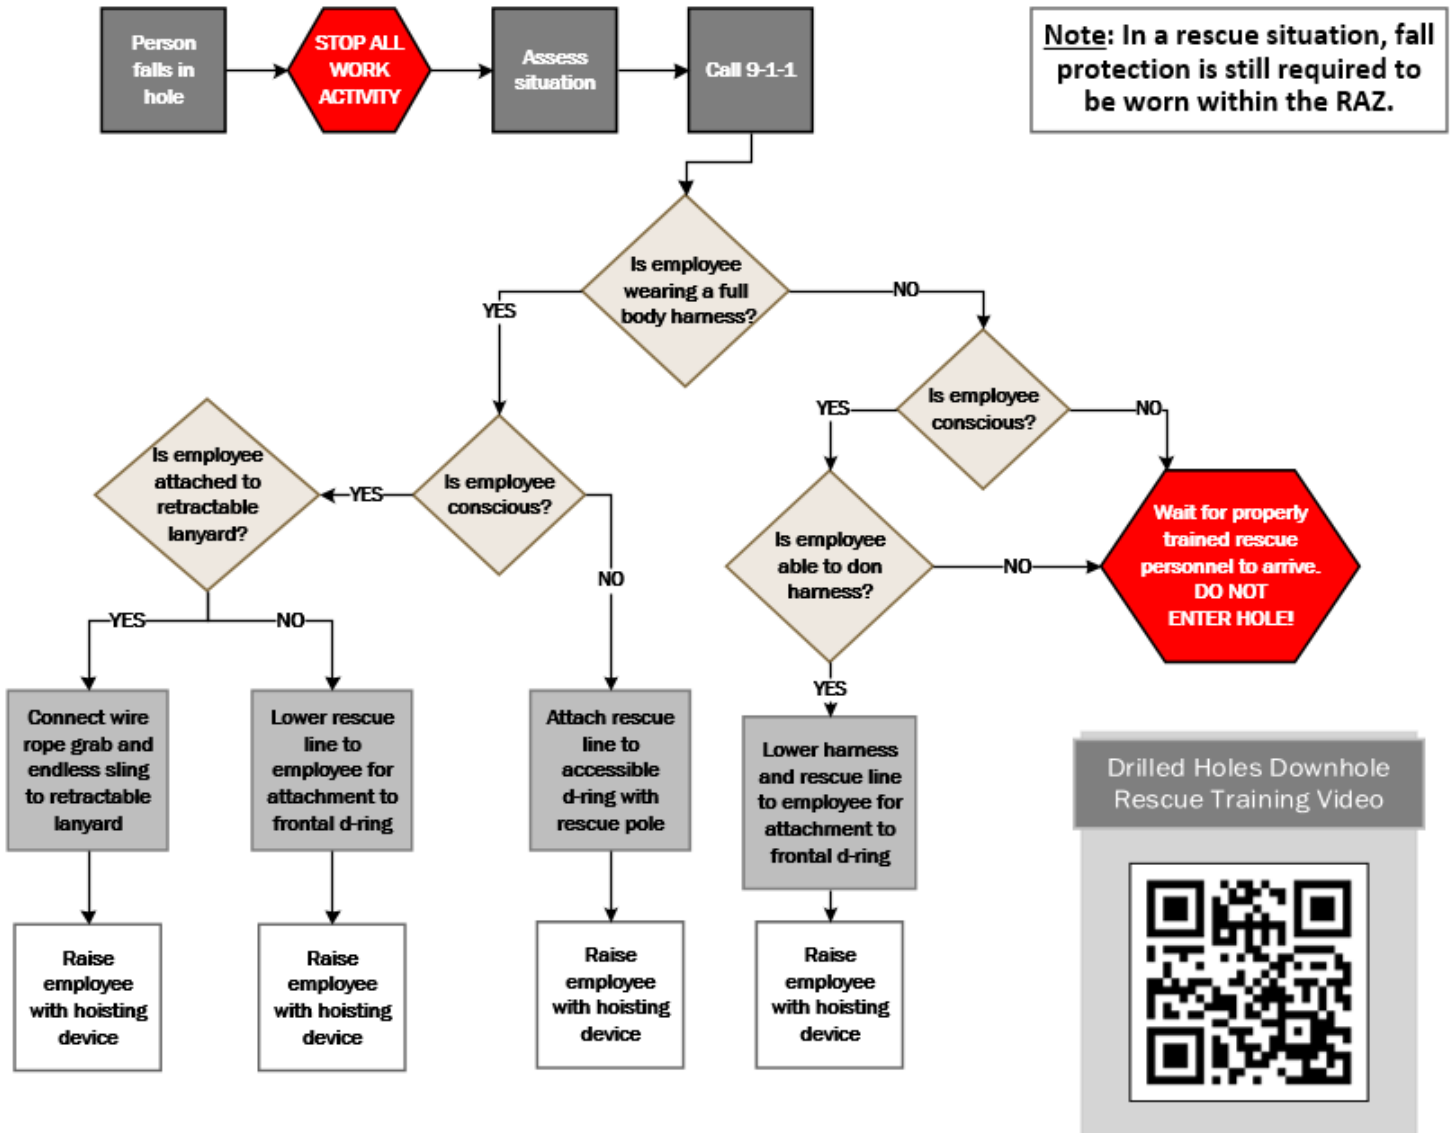 Person
falls in
hole
STOP ALL
WORK
ACTIVITY
Assess
situation
Call 9-1-1
Note: In a rescue situation, fall
protection is still required to
be worn within the RAZ.
Is employee
wearing a full
body harness?
YES
NO
Is employee
conscious?
YES
NO
Is employee
attached to
retractable
lanyard?
YES
Is employee
conscious?
NO
Is employee
able to don
harness?
NO
Wait for properly
trained rescue
personnel to arrive.
DO NOT
ENTER HOLE!
YES
NO
YES
Connect wire
rope grab and
endless sling
to retractable
lanyard
Lower rescue
line to
employee for
attachment to
frontal d-ring
Attach rescue
line to
accessible
d-ring with
rescue pole
Lower harness
and rescue line
to employee for
attachment to
frontal d-ring
Drilled Holes Downhole
Rescue Training Video
Raise
employee
with hoisting
device
Raise
employee
with hoisting
device
Raise
employee
with hoisting
device
Raise
employee
with hoisting
device